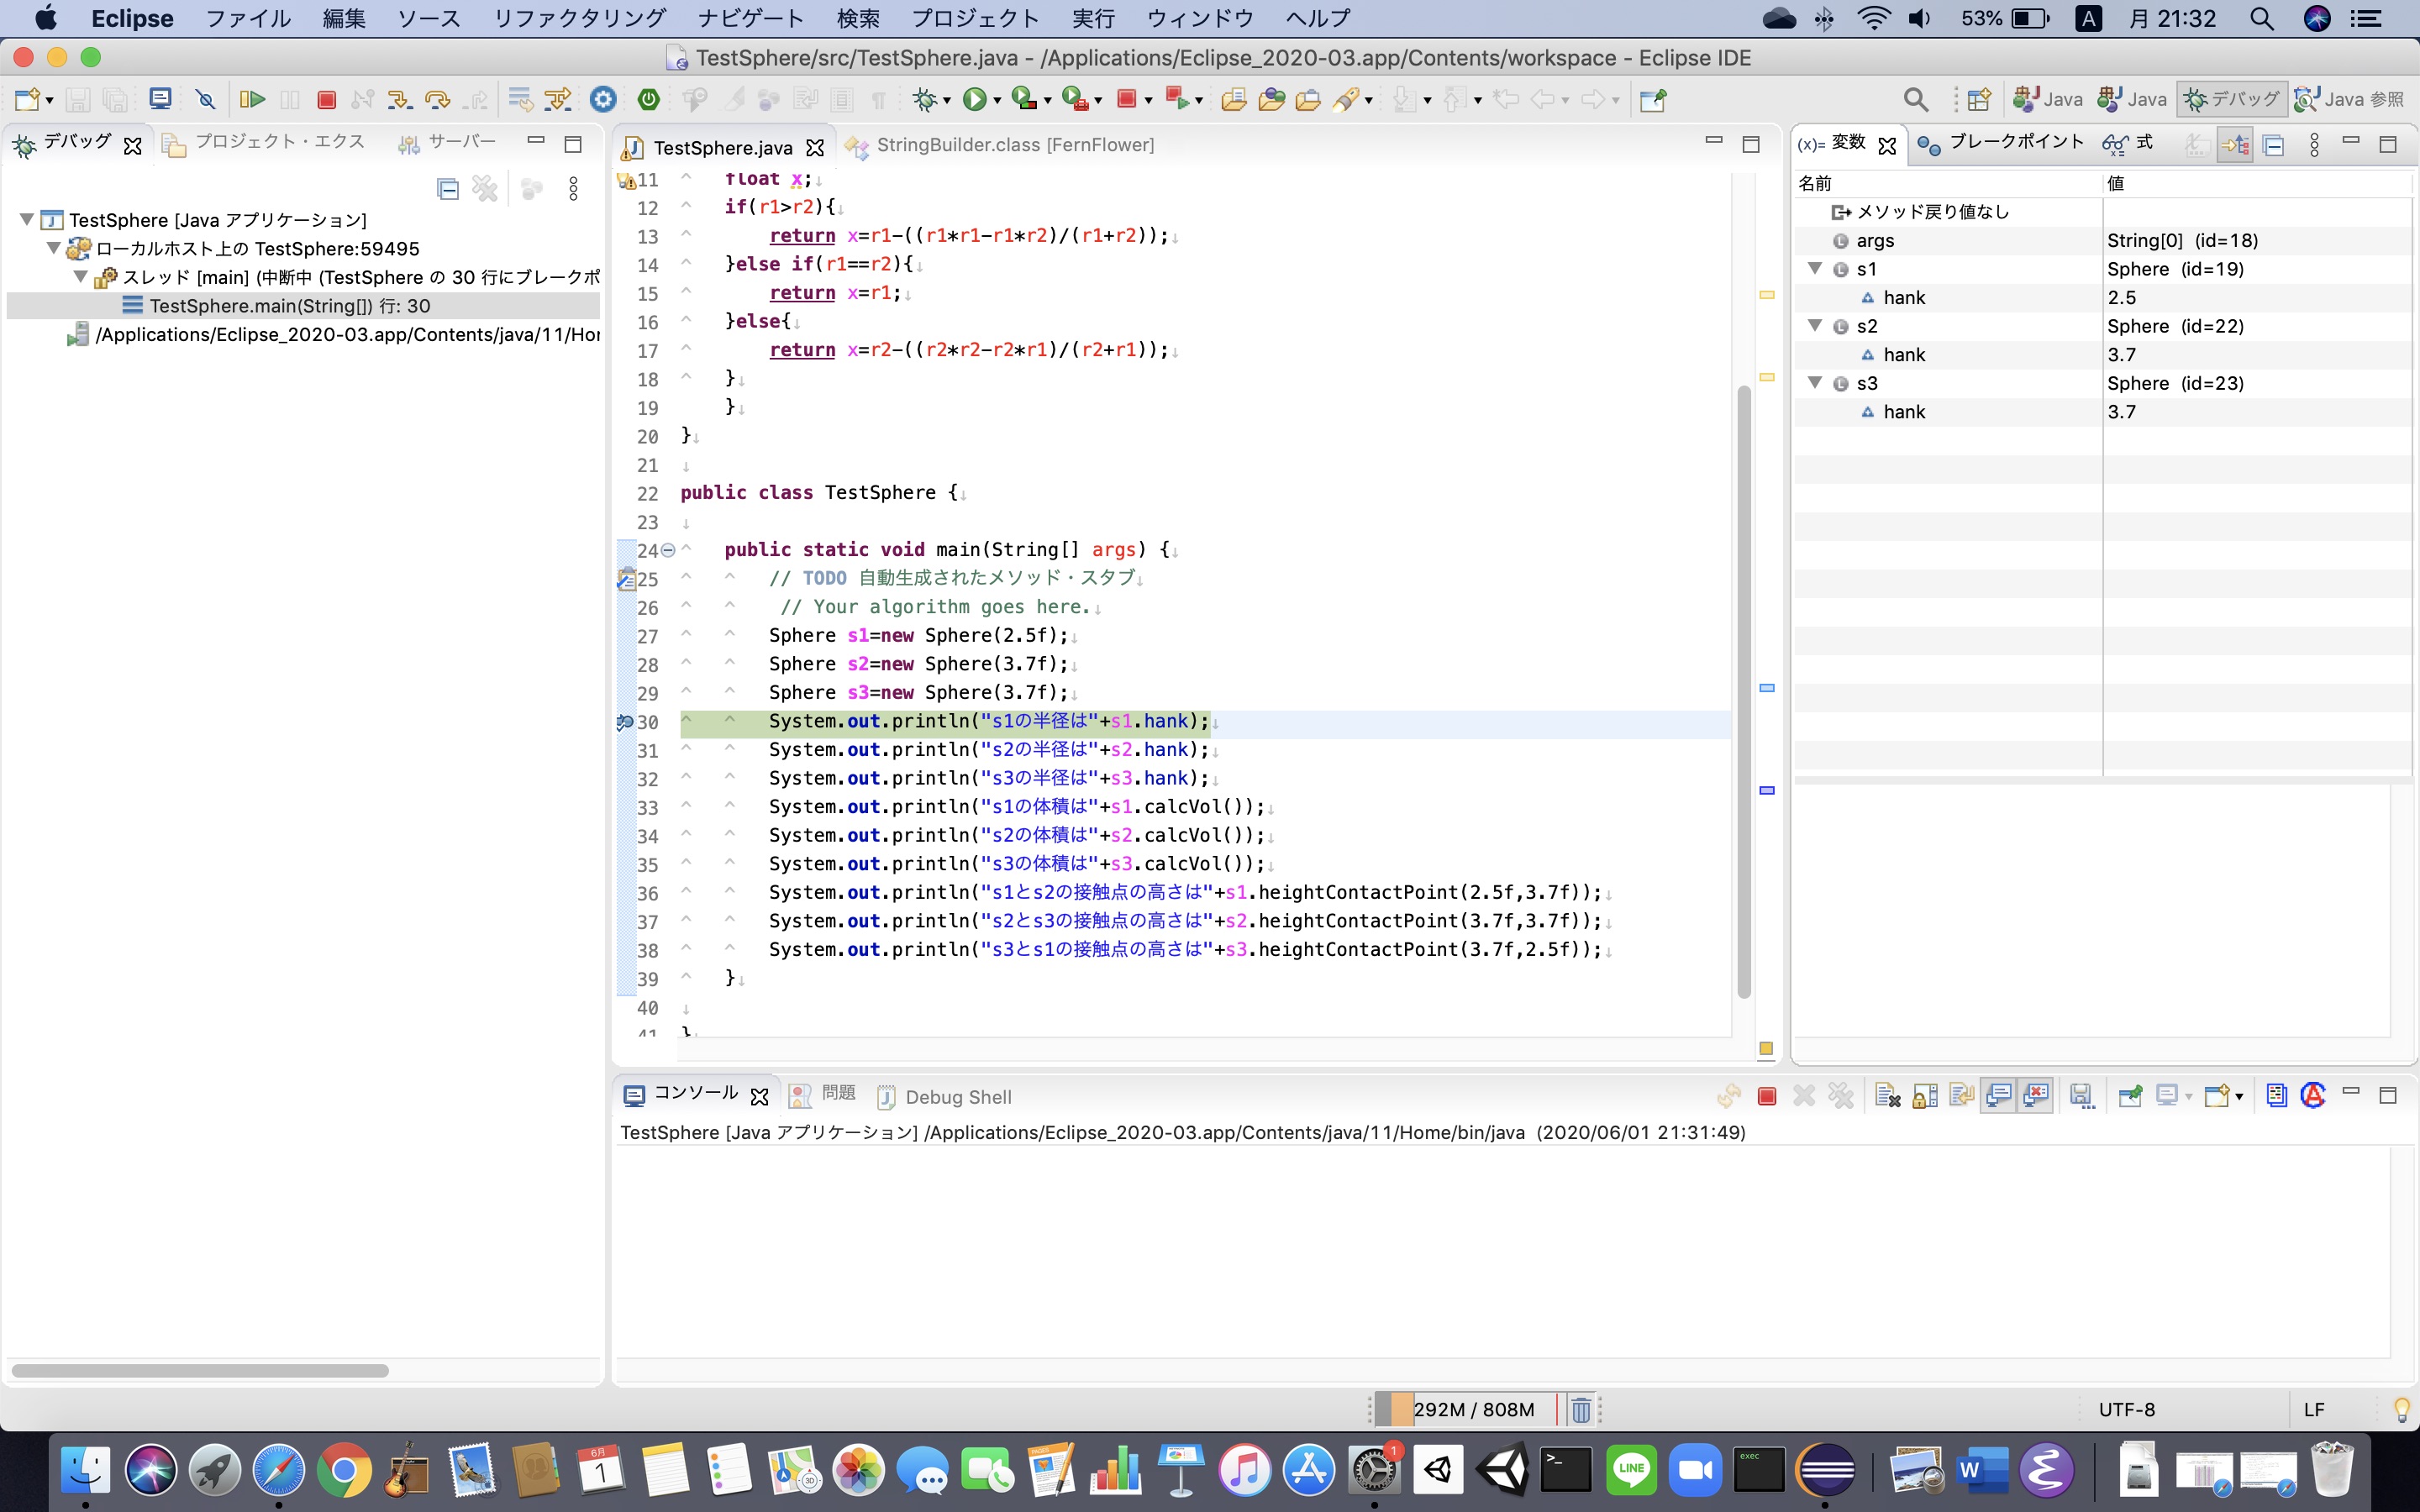 Eclipse ファイル 編集 ソース リファクタリング ナビゲート 検索 プロジェクト 実行 ウィンドウ ヘルプ 53% A 月 21:32
TestSphere/src/TestSphere.java - /Applications/Eclipse_2020-03.app/Contents/workspace - Eclipse IDE
Java Java デバッグ Java 参照
デバッグ プロジェクト・エクス サーバー
TestSphere [Java アプリケーション]
ローカルホスト上の TestSphere:59495
スレッド [main] (中断中 (TestSphere の 30 行にブレークポ
TestSphere.main(String[]) 行: 30
/Applications/Eclipse_2020-03.app/Contents/java/11/Hor
TestSphere.java StringBuilder.class [FernFlower]
11 float x;
12 if(r1>r2){
13 return x=r1-((r1*r1-r1*r2)/(r1+r2));
14 }else if(r1==r2){
15 return x=r1;
16 }else{
17 return x=r2-((r2*r2-r2*r1)/(r2+r1));
18 }
19 }
20 }
21
22 public class TestSphere {
23
24 public static void main(String[] args) {
25 // TODO 自動生成されたメソッド・スタブ
26 // Your algorithm goes here.
27 Sphere s1=new Sphere(2.5f);
28 Sphere s2=new Sphere(3.7f);
29 Sphere s3=new Sphere(3.7f);
30 System.out.println("s1の半径は"+s1.hank);
31 System.out.println("s2の半径は"+s2.hank);
32 System.out.println("s3の半径は"+s3.hank);
33 System.out.println("s1の体積は"+s1.calcVol());
34 System.out.println("s2の体積は"+s2.calcVol());
35 System.out.println("s3の体積は"+s3.calcVol());
36 System.out.println("s1とs2の接触点の高さは"+s1.heightContactPoint(2.5f,3.7f));
37 System.out.println("s2とs3の接触点の高さは"+s2.heightContactPoint(3.7f,3.7f));
38 System.out.println("s3とs1の接触点の高さは"+s3.heightContactPoint(3.7f,2.5f));
39 }
40
41 }
(x)= 変数 ブレークポイント 式
名前 値
メソッド戻り値なし
args String[0] (id=18)
s1 Sphere (id=19)
hank 2.5
s2 Sphere (id=22)
hank 3.7
s3 Sphere (id=23)
hank 3.7
コンソール 問題 Debug Shell
TestSphere [Java アプリケーション] /Applications/Eclipse_2020-03.app/Contents/java/11/Home/bin/java (2020/06/01 21:31:49)
292M / 808M UTF-8 LF
6月
1
PAGES
3D
1
>_
LINE
exec
W